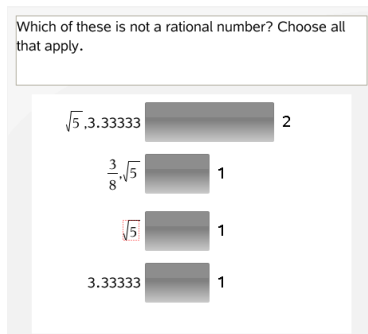 Which of these is not a rational number? Choose all
that apply.
√5,3.33333 2
3/8,√5 1
√5 1
3.33333 1